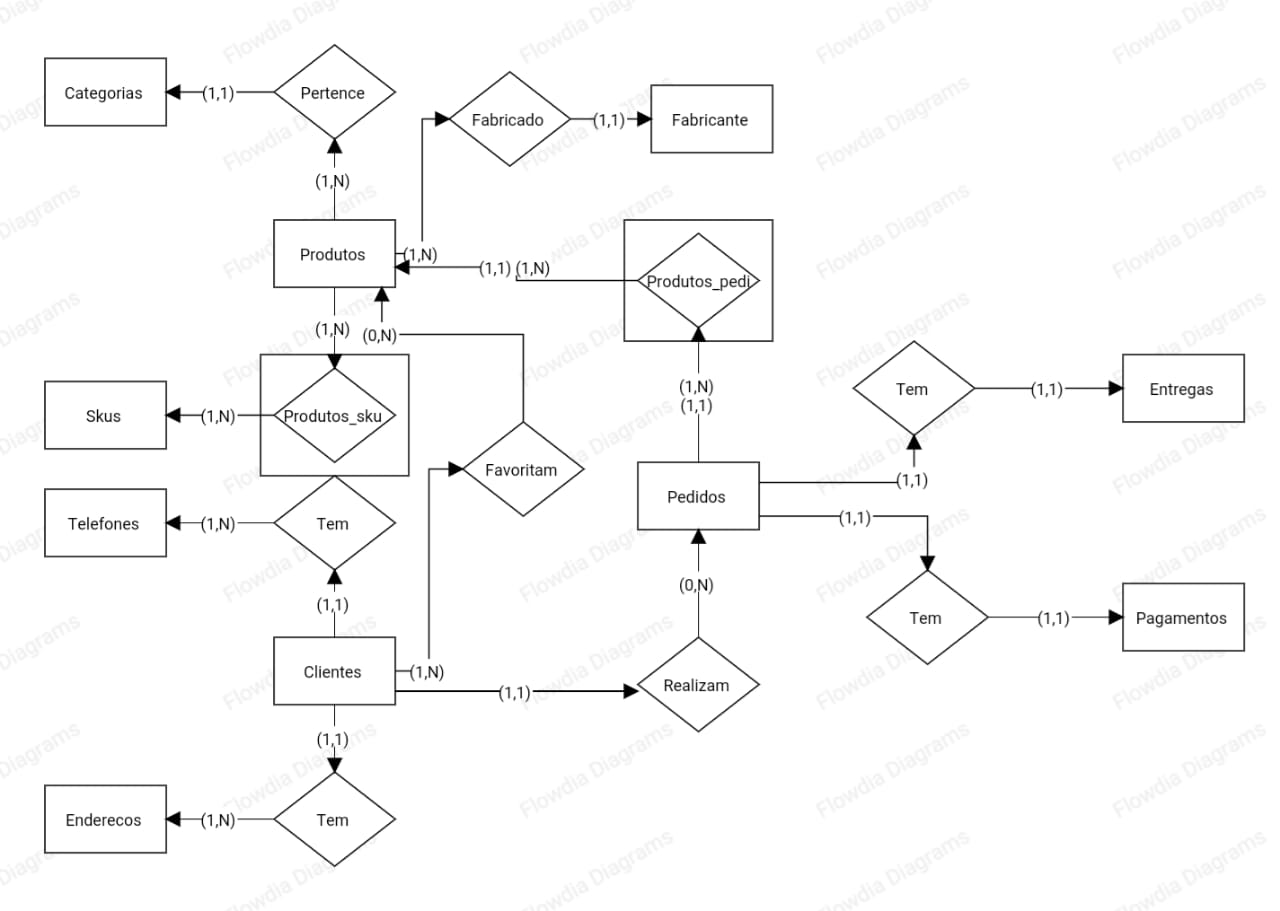 Categorias
(1,1)
Pertence
Fabricado
(1,1)
Fabricante
(1,N)
Produtos
(1,N)
(1,1)
(1,N)
Produtos_pedi
(1,N)
(0,N)
Skus
(1,N)
Produtos_sku
(1,N)
(1,1)
Tem
(1,1)
Entregas
Favoritam
Pedidos
(1,1)
(1,1)
Telefones
(1,N)
Tem
(1,1)
(0,N)
Tem
(1,1)
Pagamentos
Clientes
(1,N)
(1,1)
Realizam
(1,1)
Enderecos
(1,N)
Tem
Flowdia Diagrams